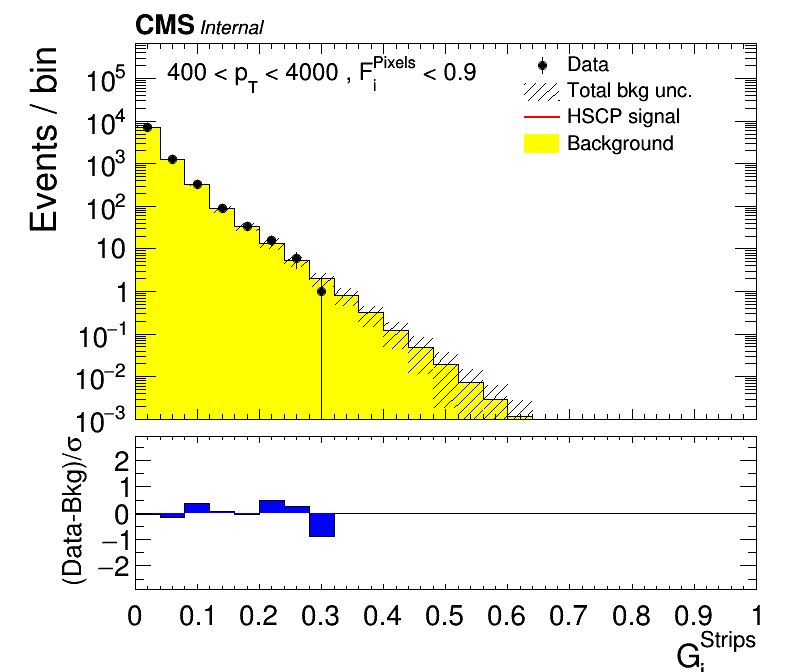 CMS Internal
400 < p_T < 4000 , F_i^Pixels < 0.9
Data
Total bkg unc.
HSCP signal
Background
Events / bin
10^5
10^4
10^3
10^2
10
1
10^−1
10^−2
10^−3
(Data-Bkg)/σ
2
1
0
−1
−2
0 0.1 0.2 0.3 0.4 0.5 0.6 0.7 0.8 0.9 1
G_i^Strips